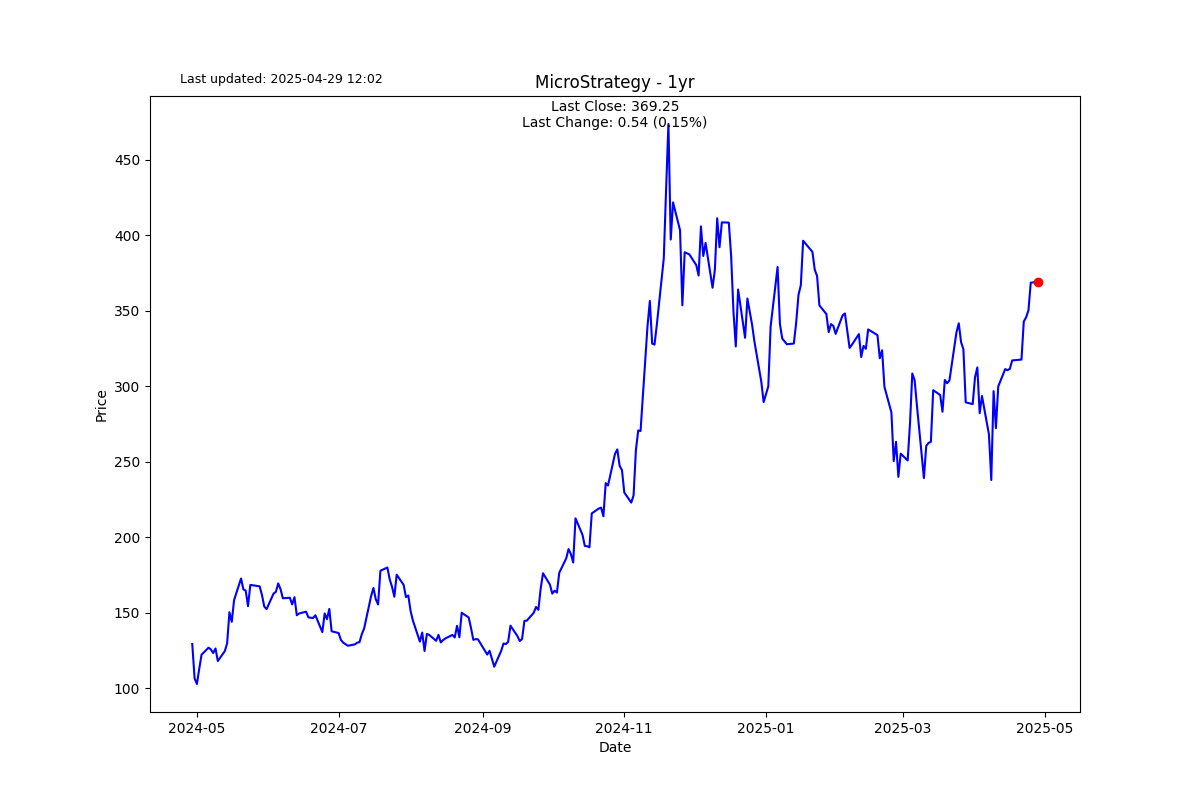 Last updated: 2025-04-29 12:02
MicroStrategy - 1yr
Last Close: 369.25
Last Change: 0.54 (0.15%)
450
400
350
300
250
200
150
100
Price
2024-05 2024-07 2024-09 2024-11 2025-01 2025-03 2025-05
Date